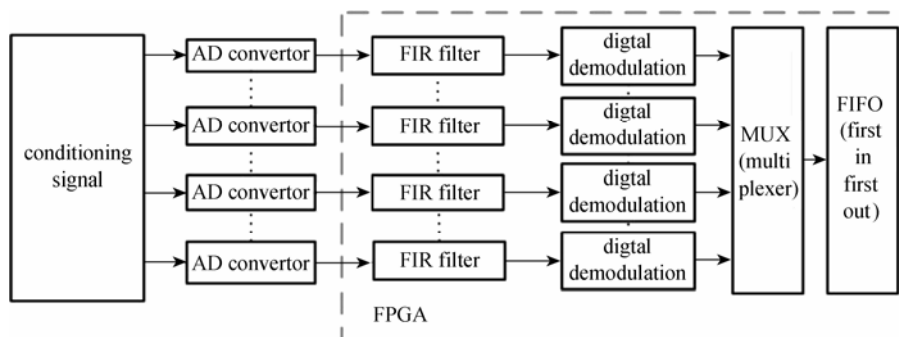 conditioning
signal
AD convertor
AD convertor
AD convertor
AD convertor
FIR filter
FIR filter
FIR filter
FIR filter
digtal
demodulation
digtal
demodulation
digtal
demodulation
digtal
demodulation
MUX
(multi
plexer)
FIFO
(first
in
first
out)
FPGA